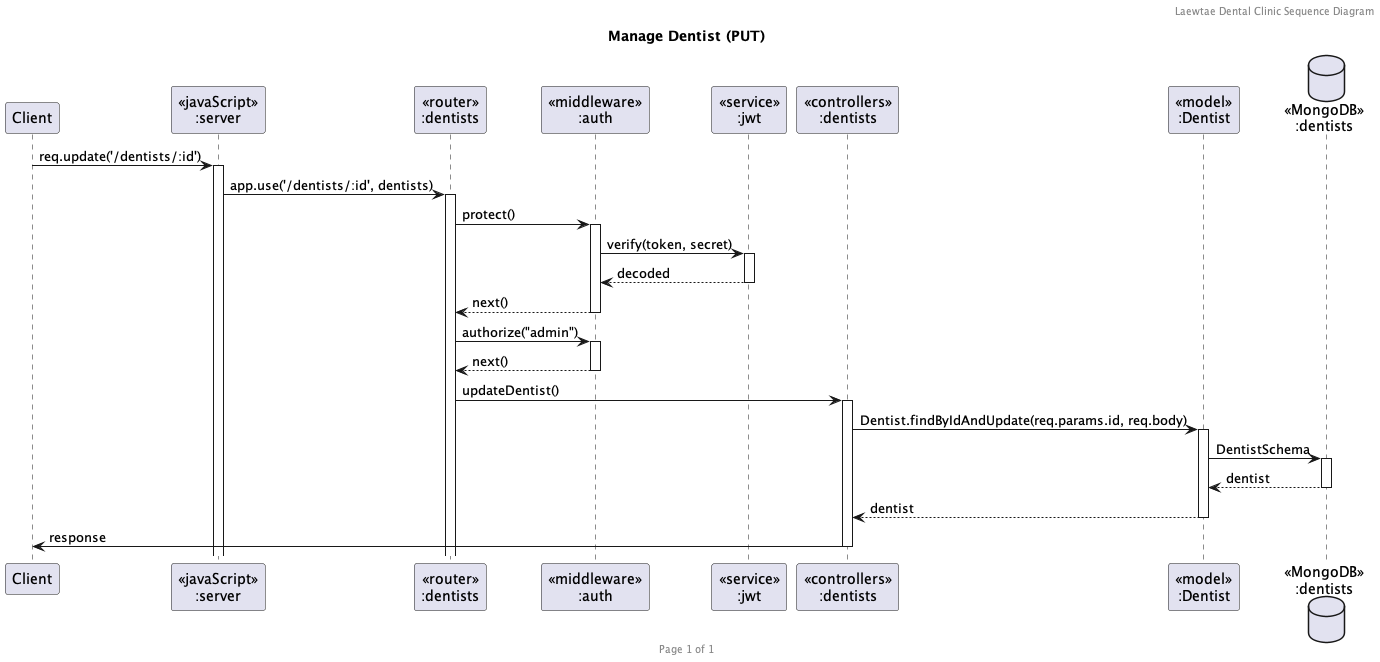 Laewtae Dental Clinic Sequence Diagram
Manage Dentist (PUT)
Client
«javaScript»
:server
«router»
:dentists
«middleware»
:auth
«service»
:jwt
«controllers»
:dentists
«model»
:Dentist
«MongoDB»
:dentists
req.update('/dentists/:id')
app.use('/dentists/:id', dentists)
protect()
verify(token, secret)
decoded
next()
authorize("admin")
next()
updateDentist()
Dentist.findByIdAndUpdate(req.params.id, req.body)
DentistSchema
dentist
dentist
response
Client
«javaScript»
:server
«router»
:dentists
«middleware»
:auth
«service»
:jwt
«controllers»
:dentists
«model»
:Dentist
«MongoDB»
:dentists
Page 1 of 1